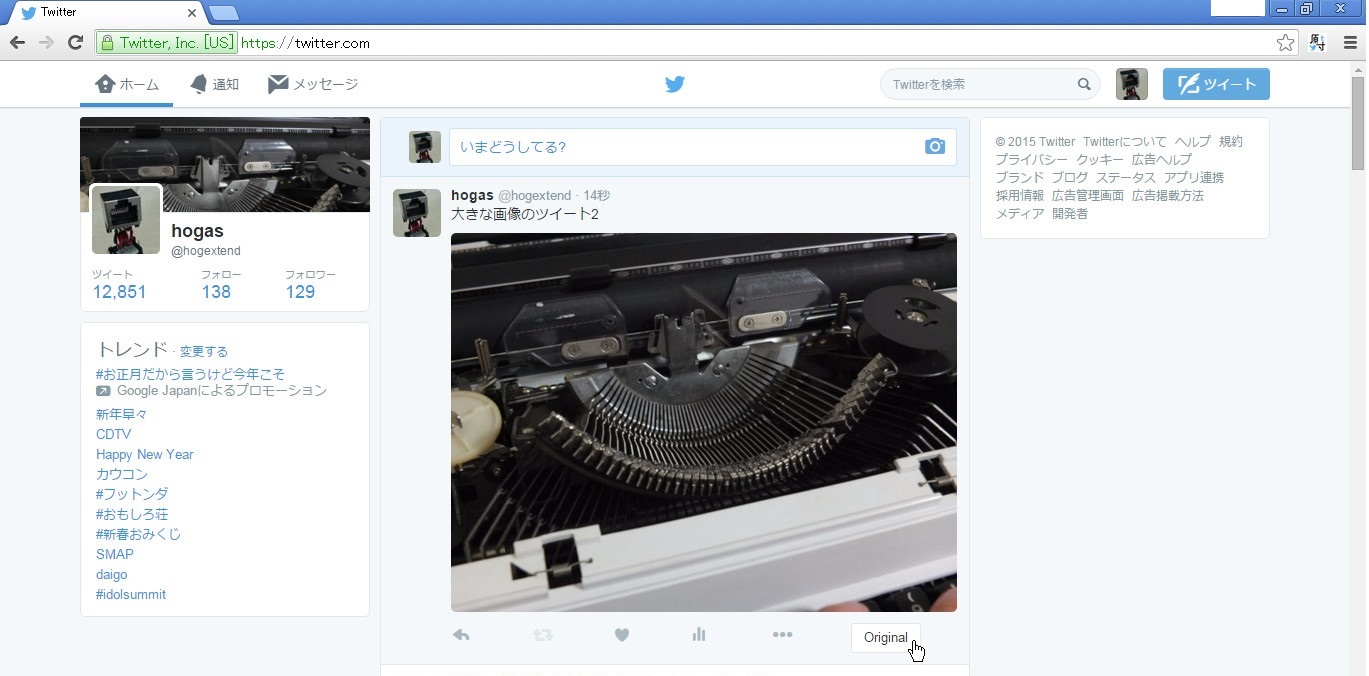 Twitter
Twitter, Inc. [US] https://twitter.com
原寸
ホーム 通知 メッセージ
Twitterを検索
ツイート
hogas
@hogextend
ツイート フォロー フォロワー
12,851 138 129
トレンド · 変更する
#お正月だから言うけど今年こそ
Google Japanによるプロモーション
新年早々
CDTV
Happy New Year
カウコン
#フットンダ
#おもしろ荘
#新春おみくじ
SMAP
daigo
#idolsummit
いまどうしてる?
hogas @hogextend · 14秒
大きな画像のツイート2
Original
© 2015 Twitter Twitterについて ヘルプ 規約
プライバシー クッキー 広告ヘルプ
ブランド ブログ ステータス アプリ連携
採用情報 広告管理画面 広告掲載方法
メディア 開発者